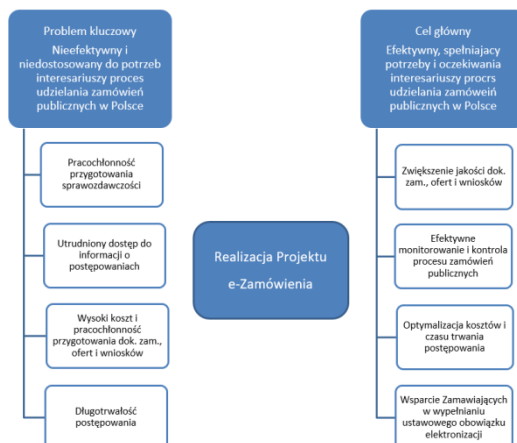 Problem kluczowy
Nieefektywny i
niedostosowany do potrzeb
interesariuszy proces
udzielania zamówień
publicznych w Polsce
Pracochłonność
przygotowania
sprawozdawczości
Utrudniony dostęp do
informacji o
postępowaniach
Wysoki koszt i
pracochłonność
przygotowania dok. zam.,
ofert i wniosków
Długotrwałość
postępowania
Realizacja Projektu
e-Zamówienia
Cel główny
Efektywny, spełniajacy
potrzeby i oczekiwania
interesariuszy procrs
udzielania zamóweiń
publicznych w Polsce
Zwiększenie jakości dok.
zam., ofert i wniosków
Efektywne
monitorowanie i kontrola
procesu zamówień
publicznych
Optymalizacja kosztów i
czasu trwania
postępowania
Wsparcie Zamawiających
w wypełnianiu
ustawowego obowiązku
elektronizacji